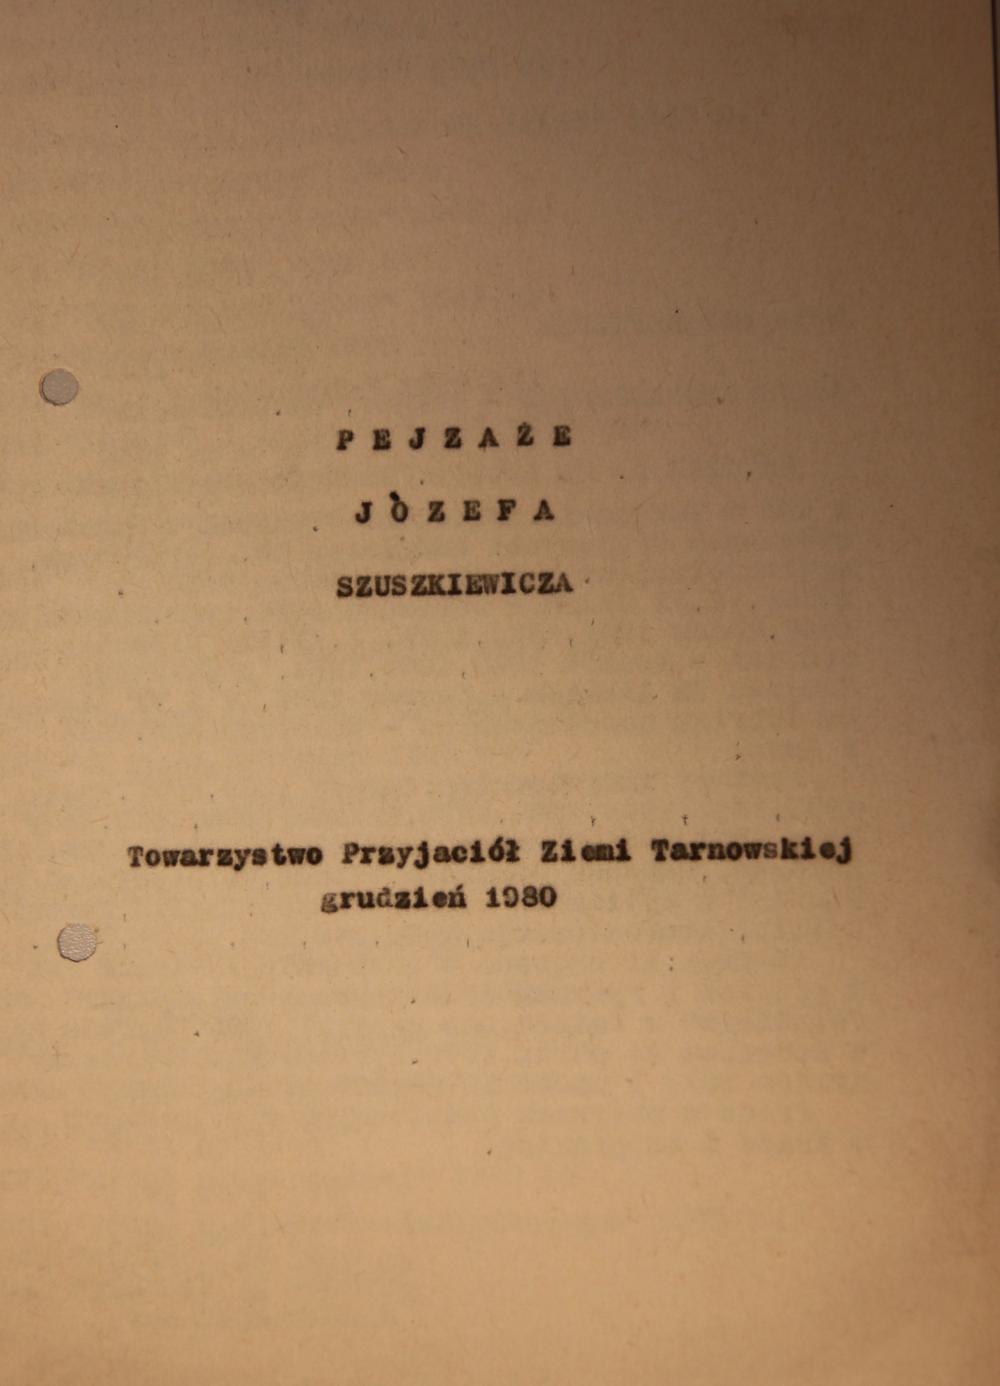 P E J Z A Ż E
J Ó Z E F A
SZUSZKIEWICZA
Towarzystwo Przyjaciół Ziemi Tarnowskiej
grudzień 1980